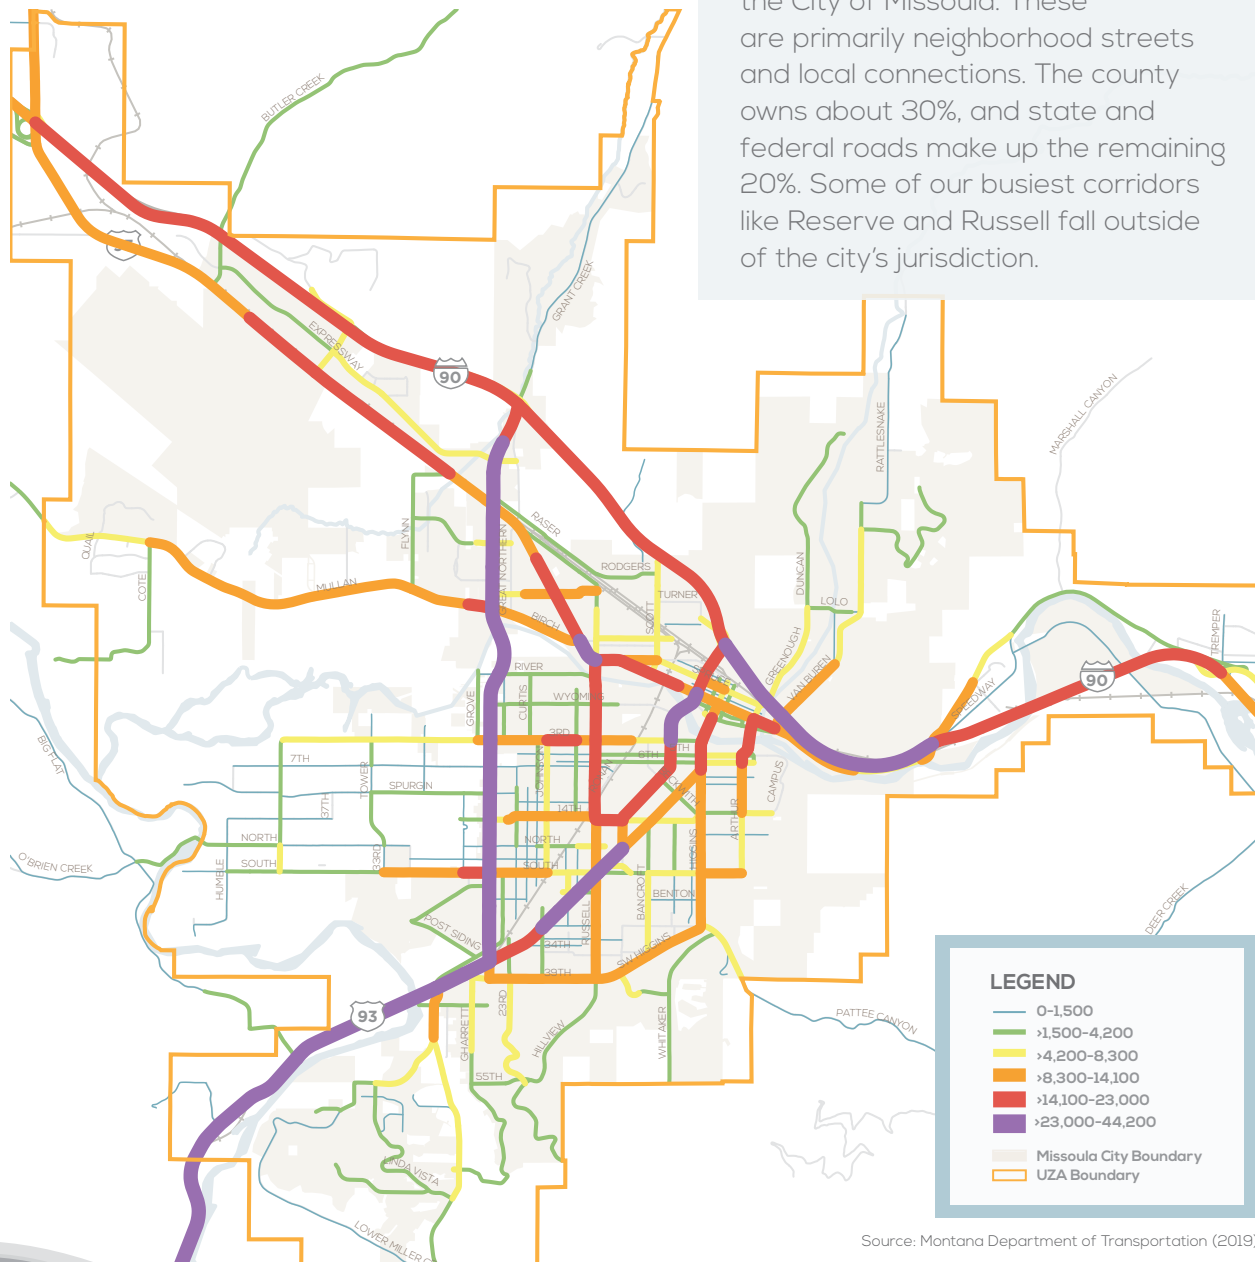 the City of Missoula. These
are primarily neighborhood streets
and local connections. The county
owns about 30%, and state and
federal roads make up the remaining
20%. Some of our busiest corridors
like Reserve and Russell fall outside
of the city's jurisdiction.
BUTLER CREEK
GRANT CREEK
EXPRESSWAY
90
RATTLESNAKE
MARSHALL CANYON
QUAIL
COTE
FLYNN
MULLAN
GREAT NORTHERN
RASER
RODGERS
TURNER
SCOTT
BIRCH
DUNCAN
LOLO
GREENOUGH
VAN BUREN
TREMPER
SPEEDWAY
90
RIVER
CURTIS
WYOMING
GROVE
3RD
6TH
BIG FLAT
7TH
TOWER
SPURGIN
37TH
JOHNSON
14TH
CAMPUS
ARTHUR
HIGGINS
NORTH
NORTH
SOUTH
SOUTH
33RD
HUMBLE
O'BRIEN CREEK
BANCROFT
BENTON
RUSSELL
POST SIDING
34TH
39TH
SW HIGGINS
93
23RD
GHARRETT
HILLVIEW
WHITAKER
55TH
PATTEE CANYON
DEER CREEK
LINDA VISTA
LOWER MILLER
LEGEND
0-1,500
>1,500-4,200
>4,200-8,300
>8,300-14,100
>14,100-23,000
>23,000-44,200
Missoula City Boundary
UZA Boundary
Source: Montana Department of Transportation (2019)